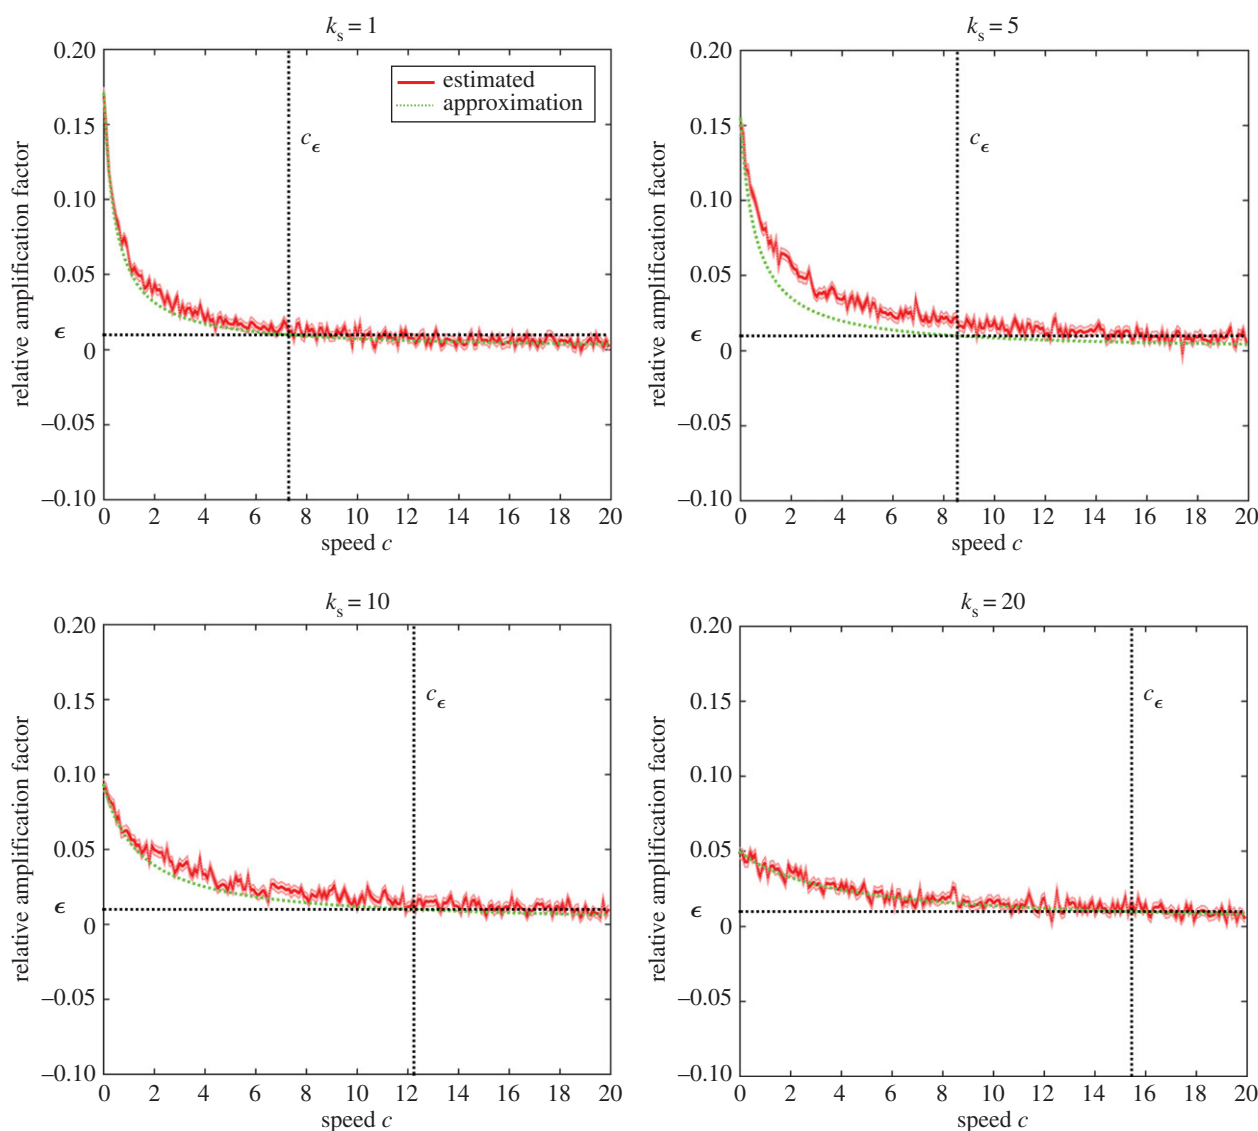 k_s = 1
0.20
0.15
0.10
0.05
ϵ
0
–0.05
–0.10
relative amplification factor
estimated
approximation
c_ϵ
0 2 4 6 8 10 12 14 16 18 20
speed c
k_s = 5
0.20
0.15
0.10
0.05
ϵ
0
–0.05
–0.10
relative amplification factor
c_ϵ
0 2 4 6 8 10 12 14 16 18 20
speed c
k_s = 10
0.20
0.15
0.10
0.05
ϵ
0
–0.05
–0.10
relative amplification factor
c_ϵ
0 2 4 6 8 10 12 14 16 18 20
speed c
k_s = 20
0.20
0.15
0.10
0.05
ϵ
0
–0.05
–0.10
relative amplification factor
c_ϵ
0 2 4 6 8 10 12 14 16 18 20
speed c